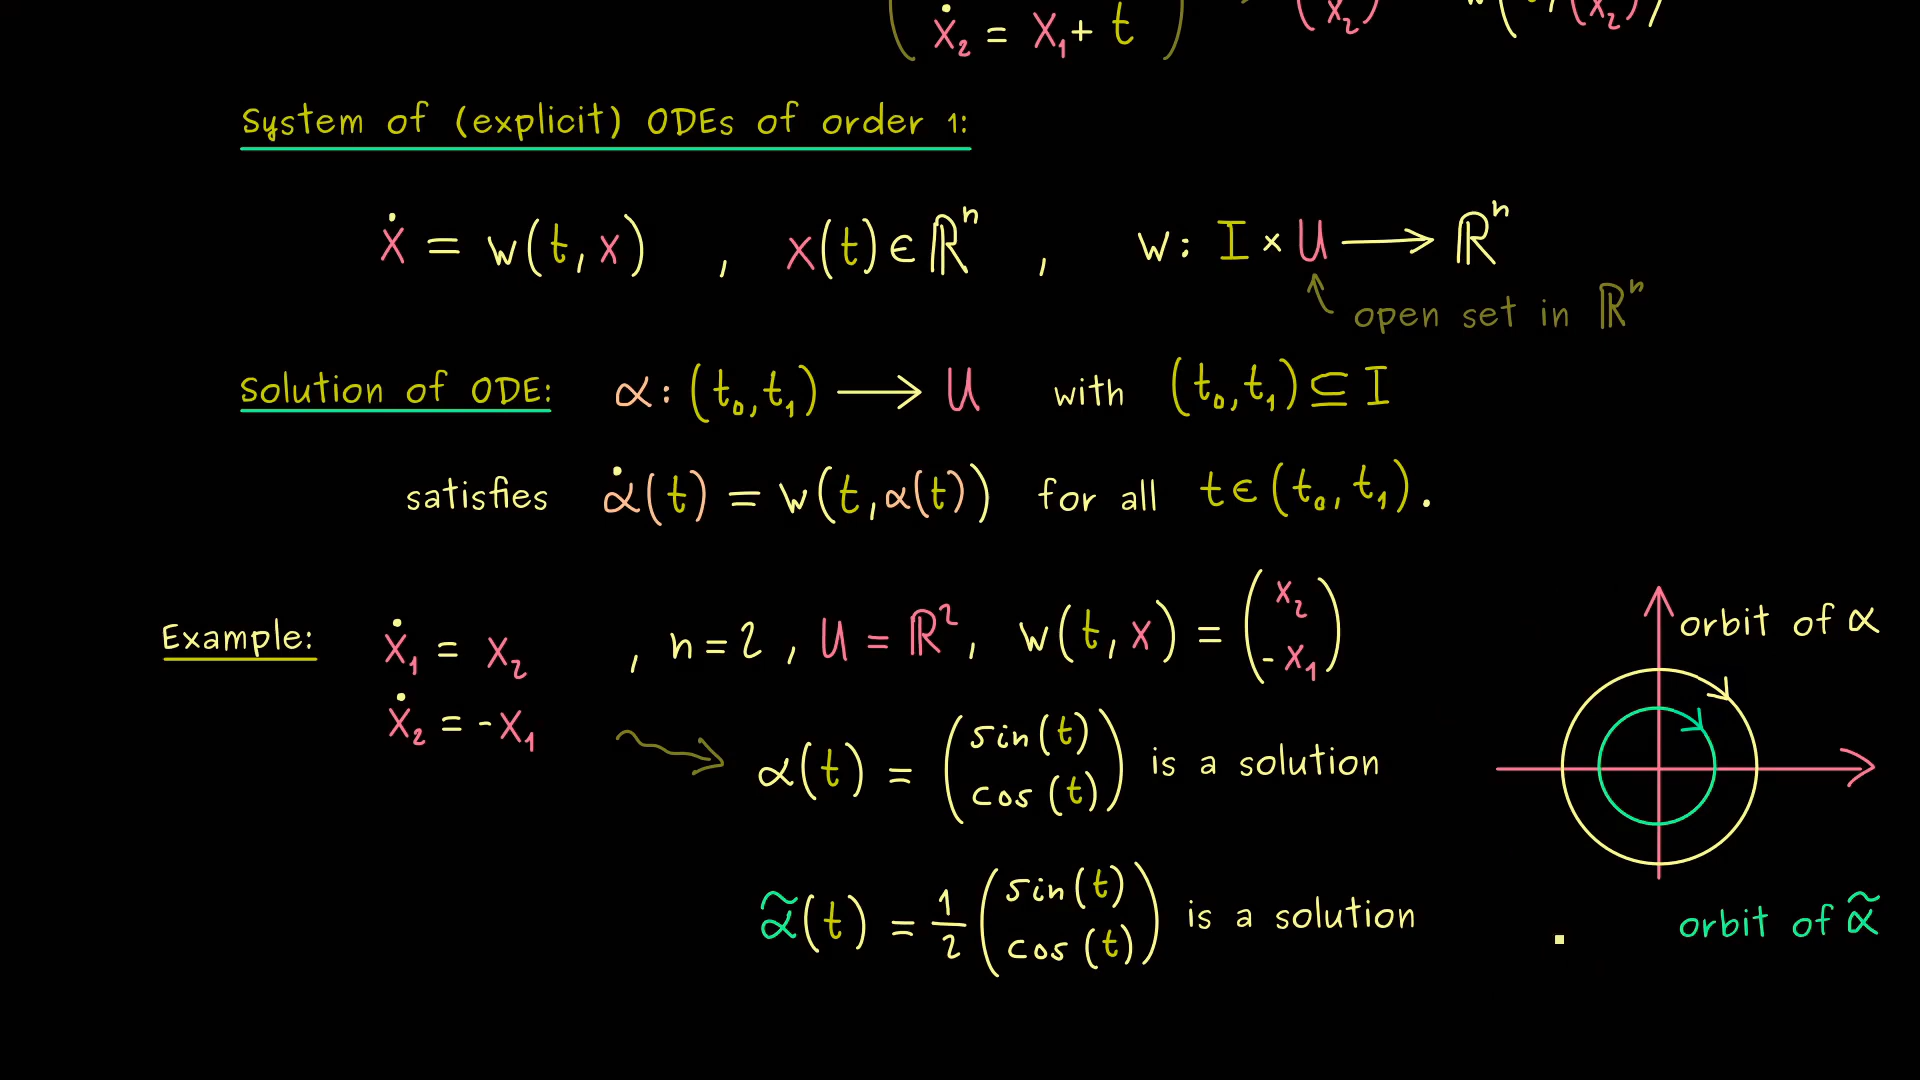 ( ẋ₂ = x₁ + t ) (x₂) w(t, (x₂))
System of (explicit) ODEs of order 1:
ẋ = w(t, x) , x(t) ∈ ℝⁿ , w: I × U ⟶ ℝⁿ
open set in ℝⁿ
Solution of ODE: α: (t₀, t₁) ⟶ U with (t₀, t₁) ⊆ I
satisfies α̇(t) = w(t, α(t)) for all t ∈ (t₀, t₁).
Example: ẋ₁ = x₂ , n = 2 , U = ℝ², w(t, x) = (x₂ -x₁)
ẋ₂ = -x₁
orbit of α
α(t) = (sin(t) cos(t)) is a solution
α̃(t) = 1/2 (sin(t) cos(t)) is a solution
orbit of α̃